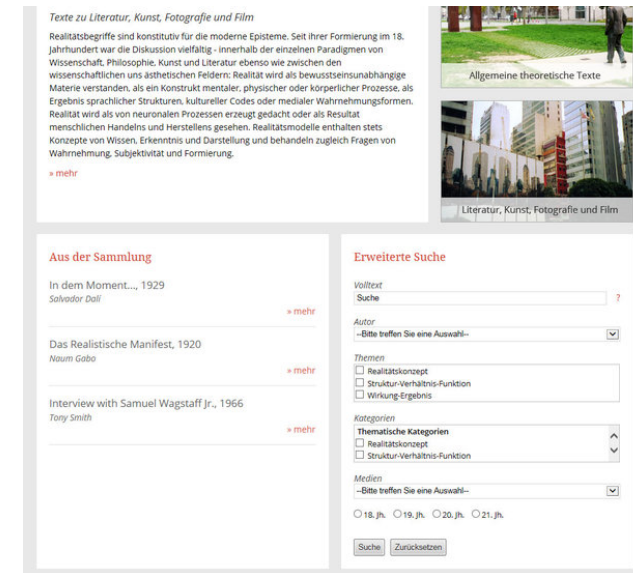 Texte zu Literatur, Kunst, Fotografie und Film
Realitätsbegriffe sind konstitutiv für die moderne Episteme. Seit ihrer Formierung im 18.
Jahrhundert war die Diskussion vielfältig - innerhalb der einzelnen Paradigmen von
Wissenschaft, Philosophie, Kunst und Literatur ebenso wie zwischen den
wissenschaftlichen uns ästhetischen Feldern: Realität wird als bewusstseinsunabhängige
Materie verstanden, als ein Konstrukt mentaler, physischer oder körperlicher Prozesse, als
Ergebnis sprachlicher Strukturen, kultureller Codes oder medialer Wahrnehmungsformen.
Realität wird als von neuronalen Prozessen erzeugt gedacht oder als Resultat
menschlichen Handelns und Herstellens gesehen. Realitätsmodelle enthalten stets
Konzepte von Wissen, Erkenntnis und Darstellung und behandeln zugleich Fragen von
Wahrnehmung, Subjektivität und Formierung.
» mehr
Allgemeine theoretische Texte
Literatur, Kunst, Fotografie und Film
Aus der Sammlung
In dem Moment..., 1929
Salvador Dalí
» mehr
Das Realistische Manifest, 1920
Naum Gabo
» mehr
Interview with Samuel Wagstaff Jr., 1966
Tony Smith
» mehr
Erweiterte Suche
Volltext
Suche ?
Autor
--Bitte treffen Sie eine Auswahl--
Themen
Realitätskonzept
Struktur-Verhältnis-Funktion
Wirkung-Ergebnis
Kategorien
Thematische Kategorien
Realitätskonzept
Struktur-Verhältnis-Funktion
Medien
--Bitte treffen Sie eine Auswahl--
18. Jh. 19. Jh. 20. Jh. 21. Jh.
Suche Zurücksetzen